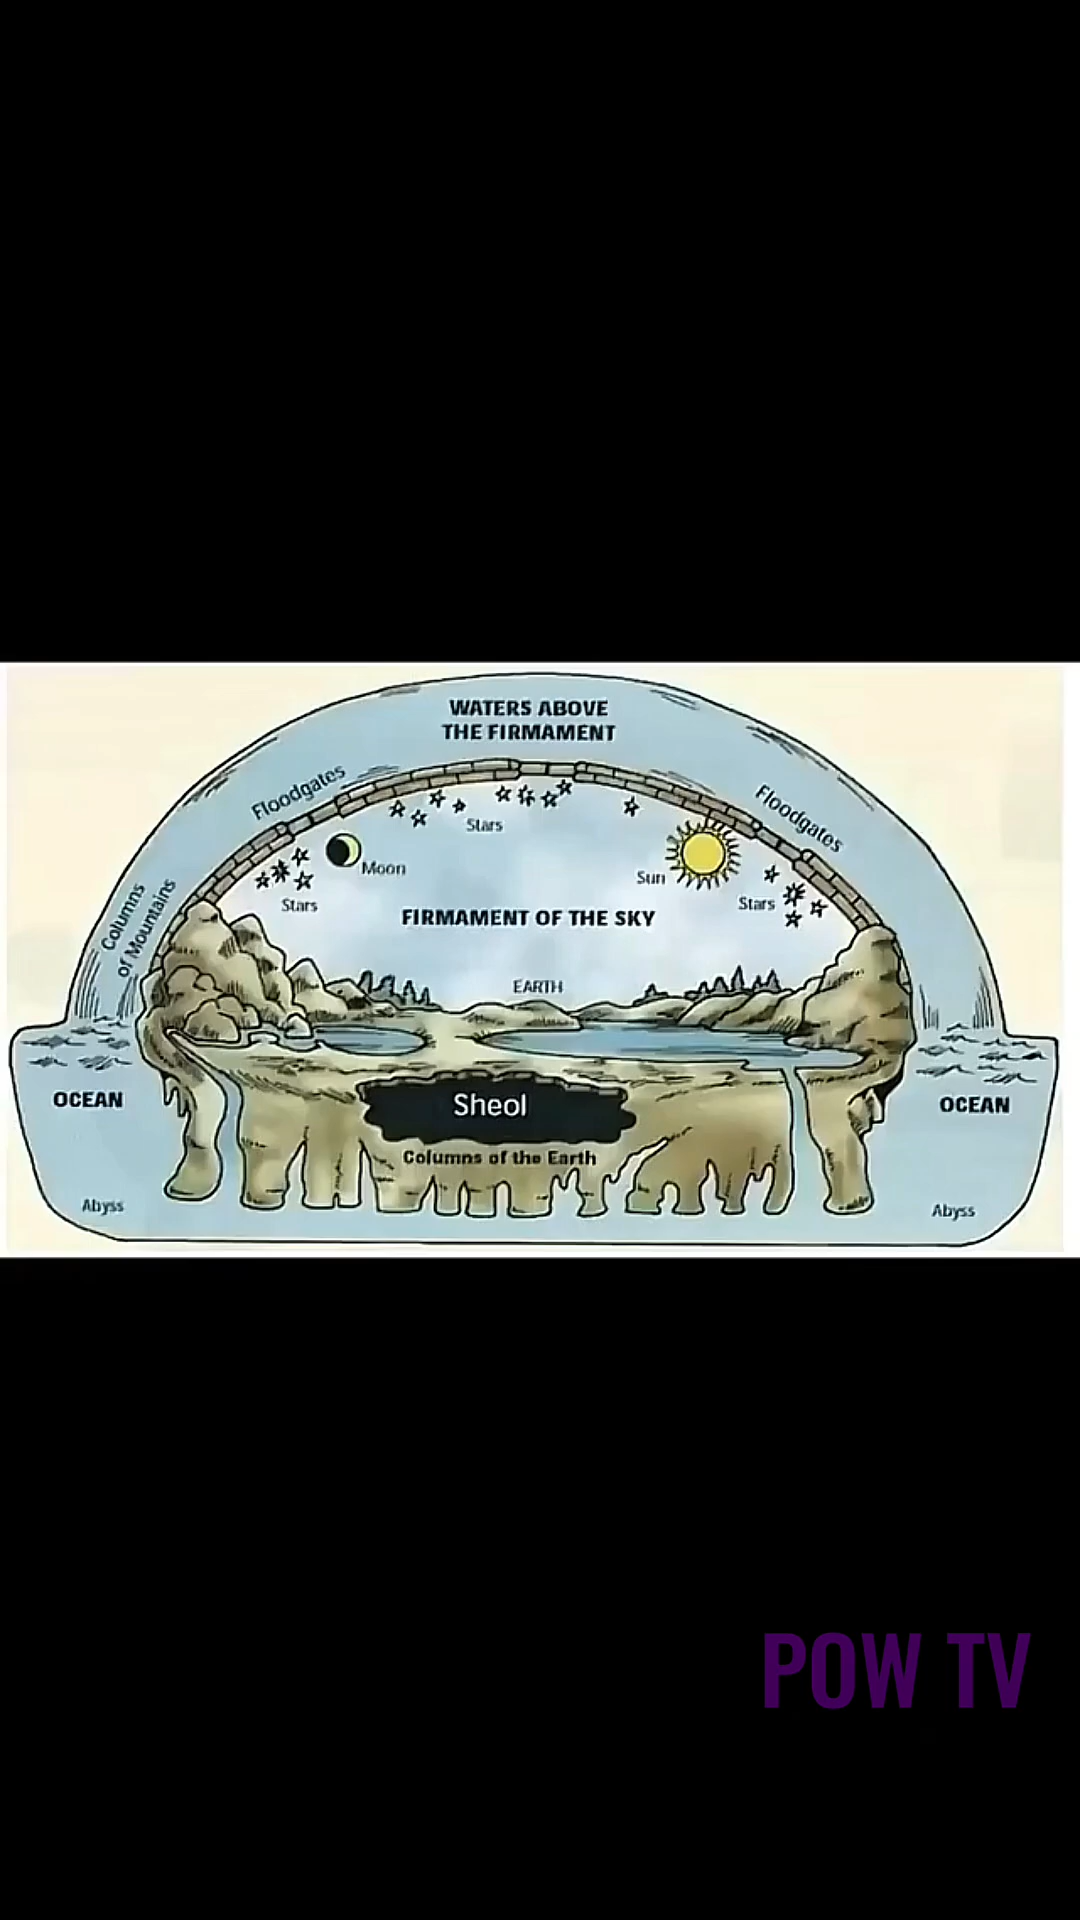 WATERS ABOVE
THE FIRMAMENT
Floodgates
Floodgates
Columns
of Mountains
Stars
Moon
Stars
Sun
Stars
FIRMAMENT OF THE SKY
EARTH
OCEAN
Sheol
OCEAN
Columns of the Earth
Abyss
Abyss
POW TV